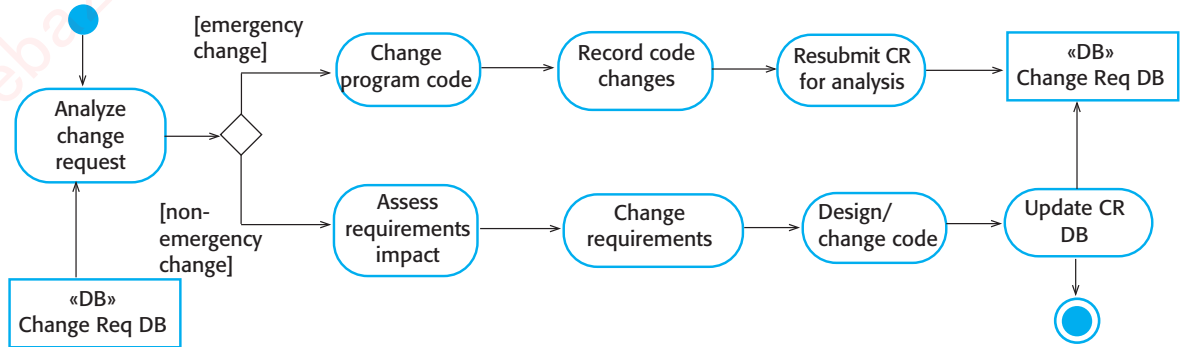 [emergency
change]
Change
program code
Record code
changes
Resubmit CR
for analysis
«DB»
Change Req DB
Analyze
change
request
[non-
emergency
change]
Assess
requirements
impact
Change
requirements
Design/
change code
Update CR
DB
«DB»
Change Req DB